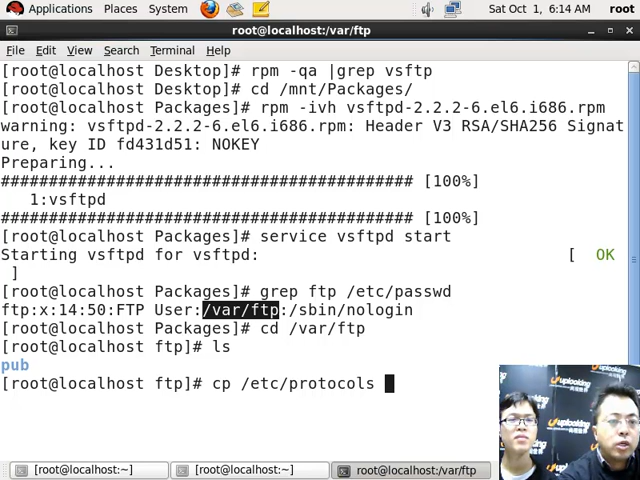 Applications Places System Sat Oct 1, 6:14 AM root
root@localhost:/var/ftp
File Edit View Search Terminal Help
[root@localhost Desktop]# rpm -qa |grep vsftp
[root@localhost Desktop]# cd /mnt/Packages/
[root@localhost Packages]# rpm -ivh vsftpd-2.2.2-6.el6.i686.rpm
warning: vsftpd-2.2.2-6.el6.i686.rpm: Header V3 RSA/SHA256 Signat
ure, key ID fd431d51: NOKEY
Preparing...
########################################### [100%]
1:vsftpd
########################################### [100%]
[root@localhost Packages]# service vsftpd start
Starting vsftpd for vsftpd: [ OK
]
[root@localhost Packages]# grep ftp /etc/passwd
ftp:x:14:50:FTP User:/var/ftp:/sbin/nologin
[root@localhost Packages]# cd /var/ftp
[root@localhost ftp]# ls
pub
[root@localhost ftp]# cp /etc/protocols
uplooking
uplooking
[root@localhost:~] [root@localhost:~] root@localhost:/var/ftp